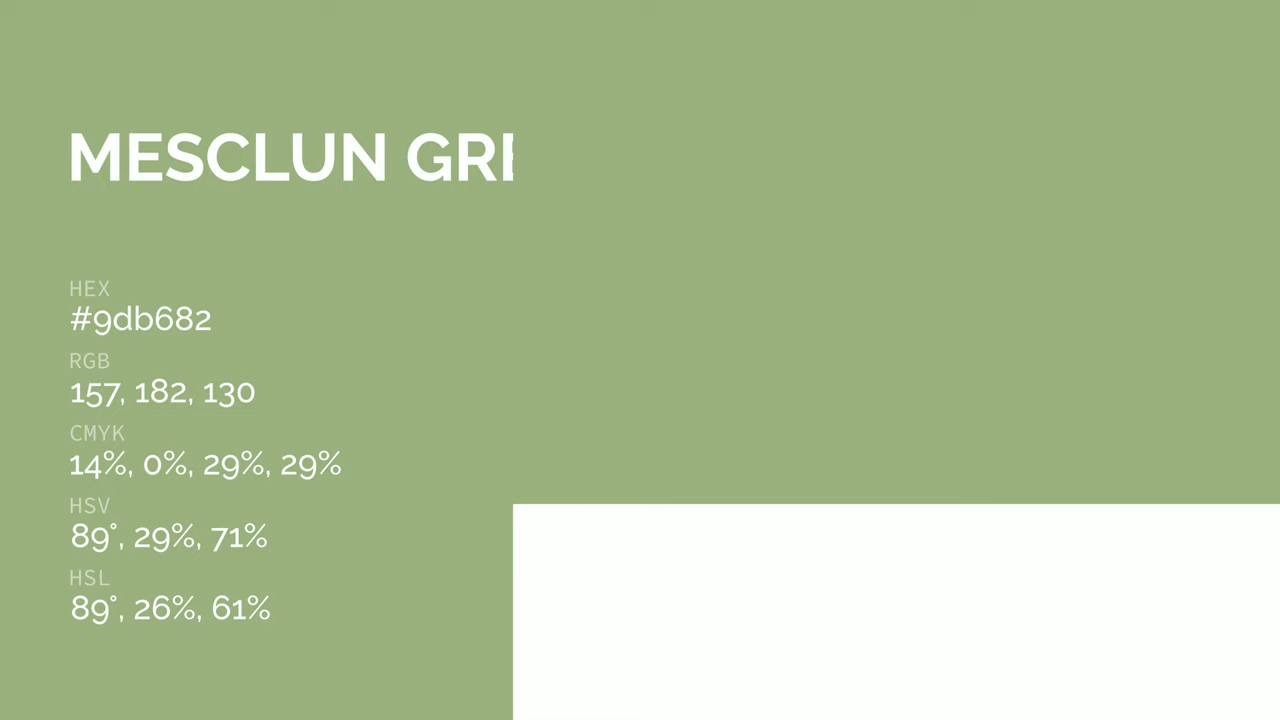 MESCLUN GRE
HEX
#9db682
RGB
157, 182, 130
CMYK
14%, 0%, 29%, 29%
HSV
89°, 29%, 71%
HSL
89°, 26%, 61%